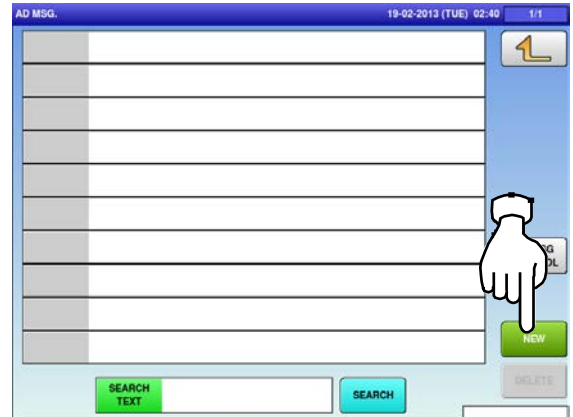 AD MSG. 19-02-2013 (TUE) 02:40 1/1
NEW
DELETE
SEARCH
TEXT
SEARCH